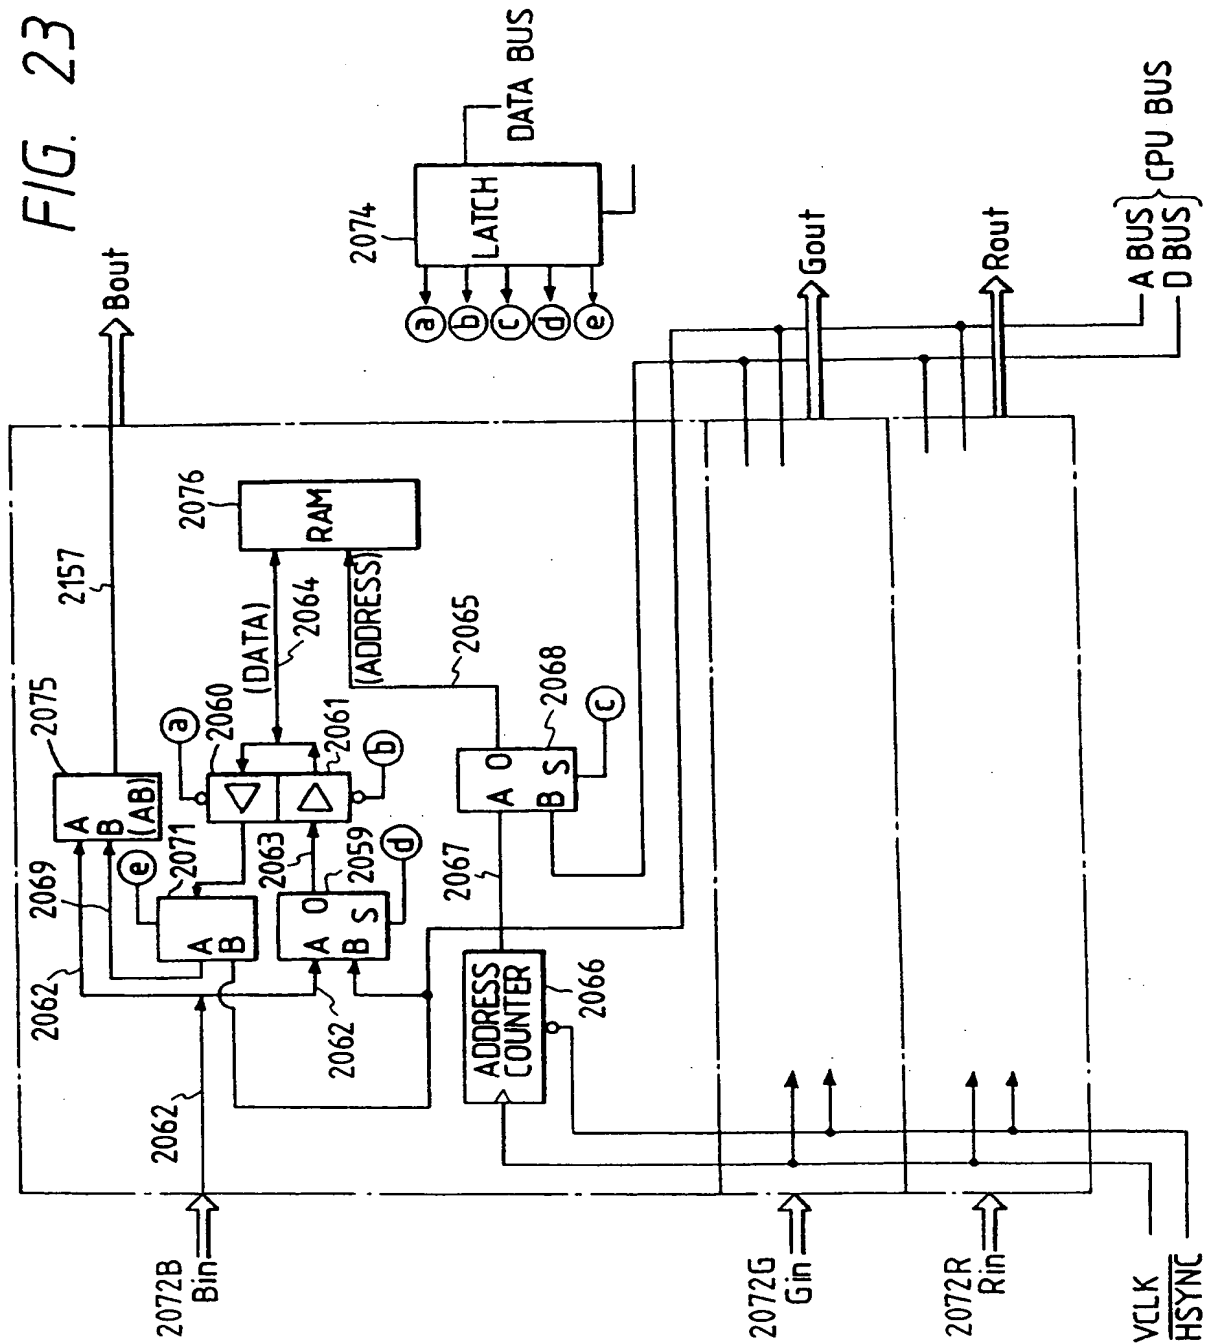 FIG. 23
2072B
Bin
2062
2062
2069
2075
A
B
(AB)
2157
Bout
e
2071
A
B
a
2060
2063
2059
A
B
O
S
d
2062
2061
b
(DATA)
2064
2076
RAM
(ADDRESS)
2065
2068
A
B
O
S
c
2067
ADDRESS
COUNTER
2066
2074
LATCH
DATA BUS
a
b
c
d
e
2072G
Gin
Gout
2072R
Rin
Rout
A BUS
D BUS
CPU BUS
VCLK
HSYNC